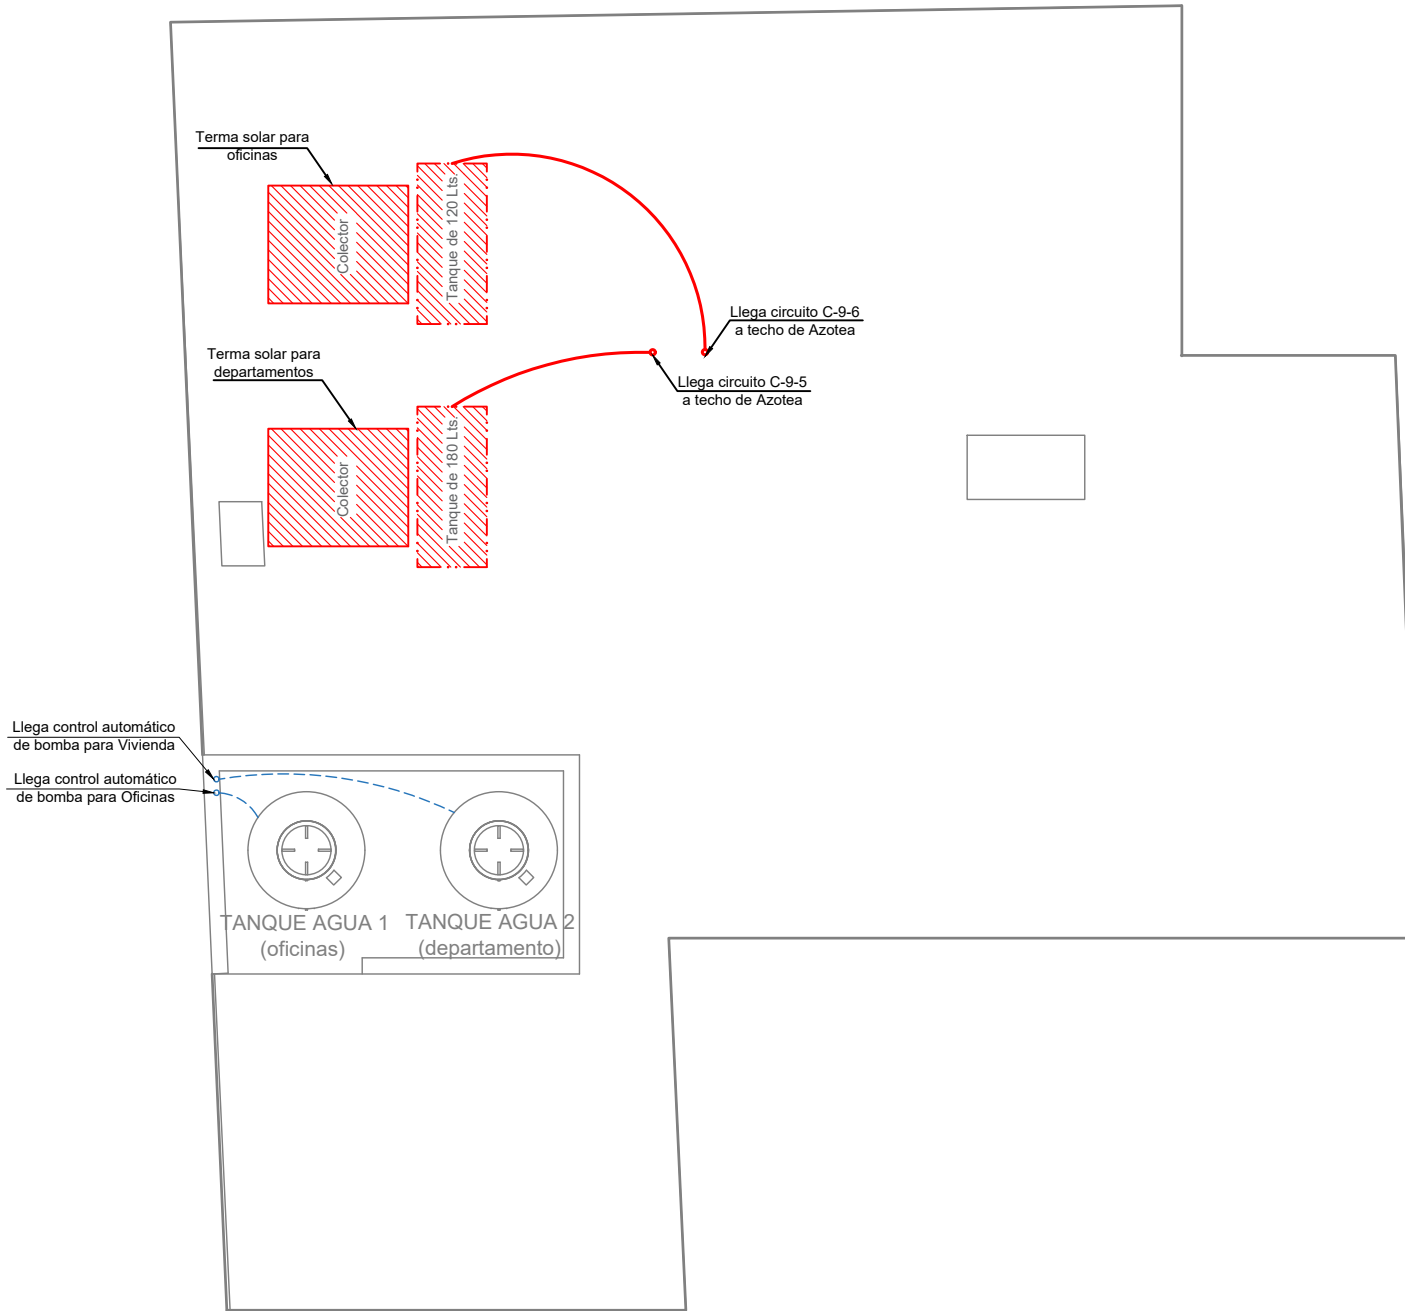 Terma solar para
oficinas
Colector
Tanque de 120 Lts.
Llega circuito C-9-6
a techo de Azotea
Terma solar para
departamentos
Llega circuito C-9-5
a techo de Azotea
Colector
Tanque de 180 Lts.
Llega control automático
de bomba para Vivienda
Llega control automático
de bomba para Oficinas
TANQUE AGUA 1
(oficinas)
TANQUE AGUA 2
(departamento)